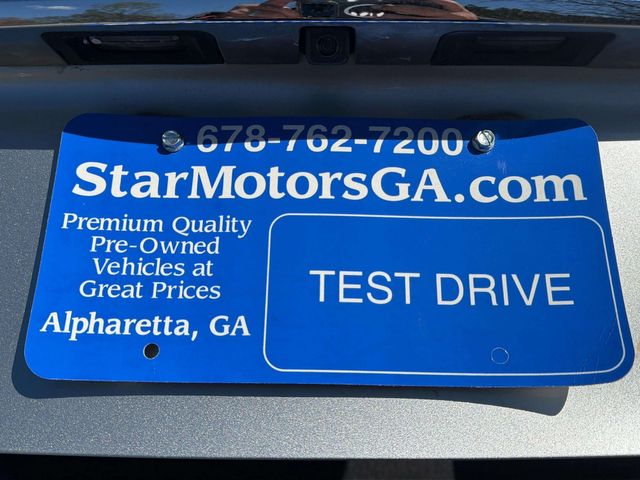 678-762-7200
StarMotorsGA.com
Premium Quality
Pre-Owned
Vehicles at
Great Prices
Alpharetta, GA
TEST DRIVE